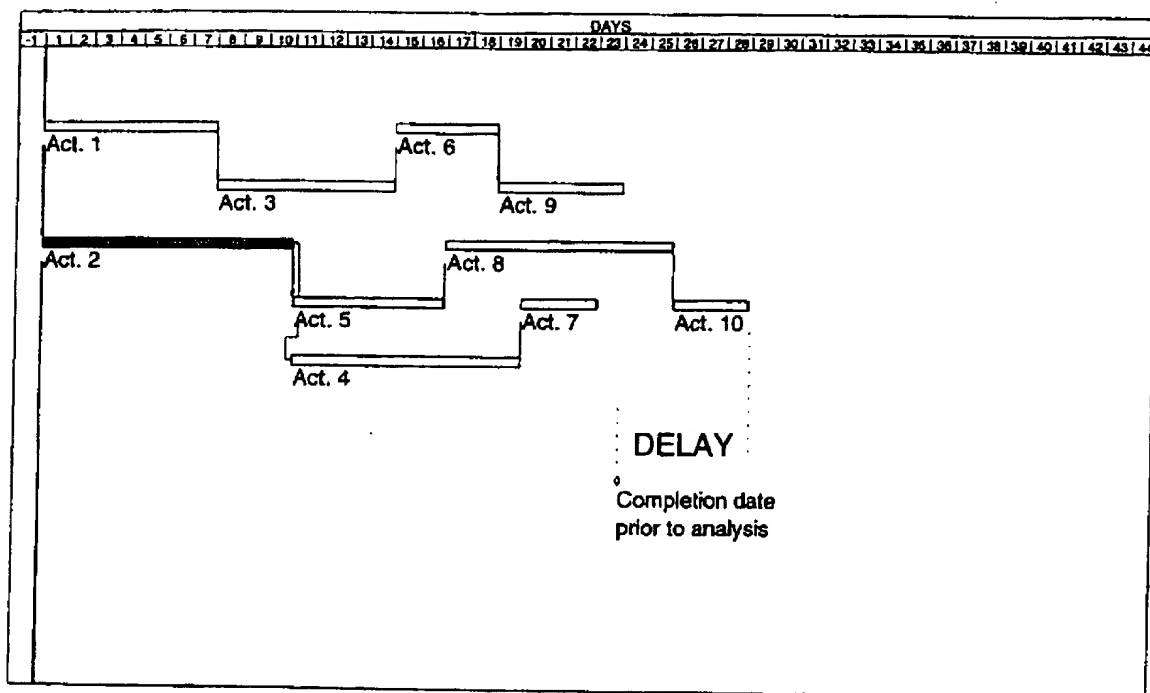 DAYS
-1 1 2 3 4 5 6 7 8 9 10 11 12 13 14 15 16 17 18 19 20 21 22 23 24 25 26 27 28 29 30 31 32 33 34 35 36 37 38 39 40 41 42 43 44
Act. 1
Act. 6
Act. 3
Act. 9
Act. 2
Act. 8
Act. 5
Act. 7
Act. 10
Act. 4
DELAY
Completion date
prior to analysis